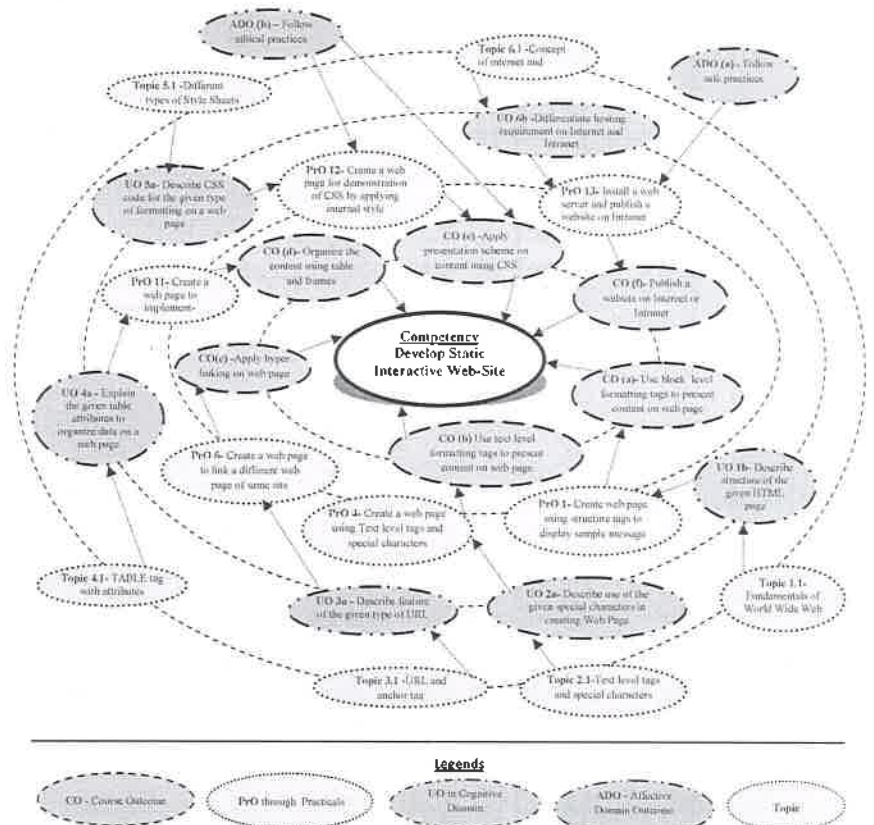 ADO (b) - Follow
ethical practices
Topic 6.1 -Concept
of internet and
ADO (a) - Follow
safe practices
Topic 5.1 -Different
types of Style Sheets
UO 6b -Differentiate hosting
requirement on Internet and
Intranet
UO 5a- Describe CSS
code for the given type
of formatting on a web
page
PrO 12- Create a web
page for demonstration
of CSS by applying
internal style
PrO 13- Install a web
server and publish a
website on Intranet
CO (e) -Apply
presentation scheme on
content using CSS
CO (d)- Organize the
content using table
and frames
PrO 11- Create a
web page to
implement-
CO (f)- Publish a
website on Internet or
Intranet
Competency
Develop Static
Interactive Web-Site
CO(c) -Apply hyper
linking on web page
CO (a)- Use block level
formatting tags to present
content on web page
UO 4a - Explain
the given table
attributes to
organize data on a
web page
CO (b) Use text level
formatting tags to present
content on web page.
PrO 6- Create a web page
to link a different web
page of same site
UO 1b- Describe
structure of the
given HTML
page
PrO 4- Create a web page
using Text level tags and
special characters
PrO 1- Create web page
using structure tags to
display sample message
Topic 4.1- TABLE tag
with attributes
UO 3a - Describe feature
of the given type of URL
UO 2a - Describe use of the
given special characters in
creating Web Page
Topic 1.1-
Fundamentals of
World Wide Web
Topic 3.1 -URL and
anchor tag
Topic 2.1-Text level tags
and special characters
Legends
CO - Course Outcome
PrO through Practicals
UO in Cognitive
Domain
ADO - Affective
Domain Outcome
Topic